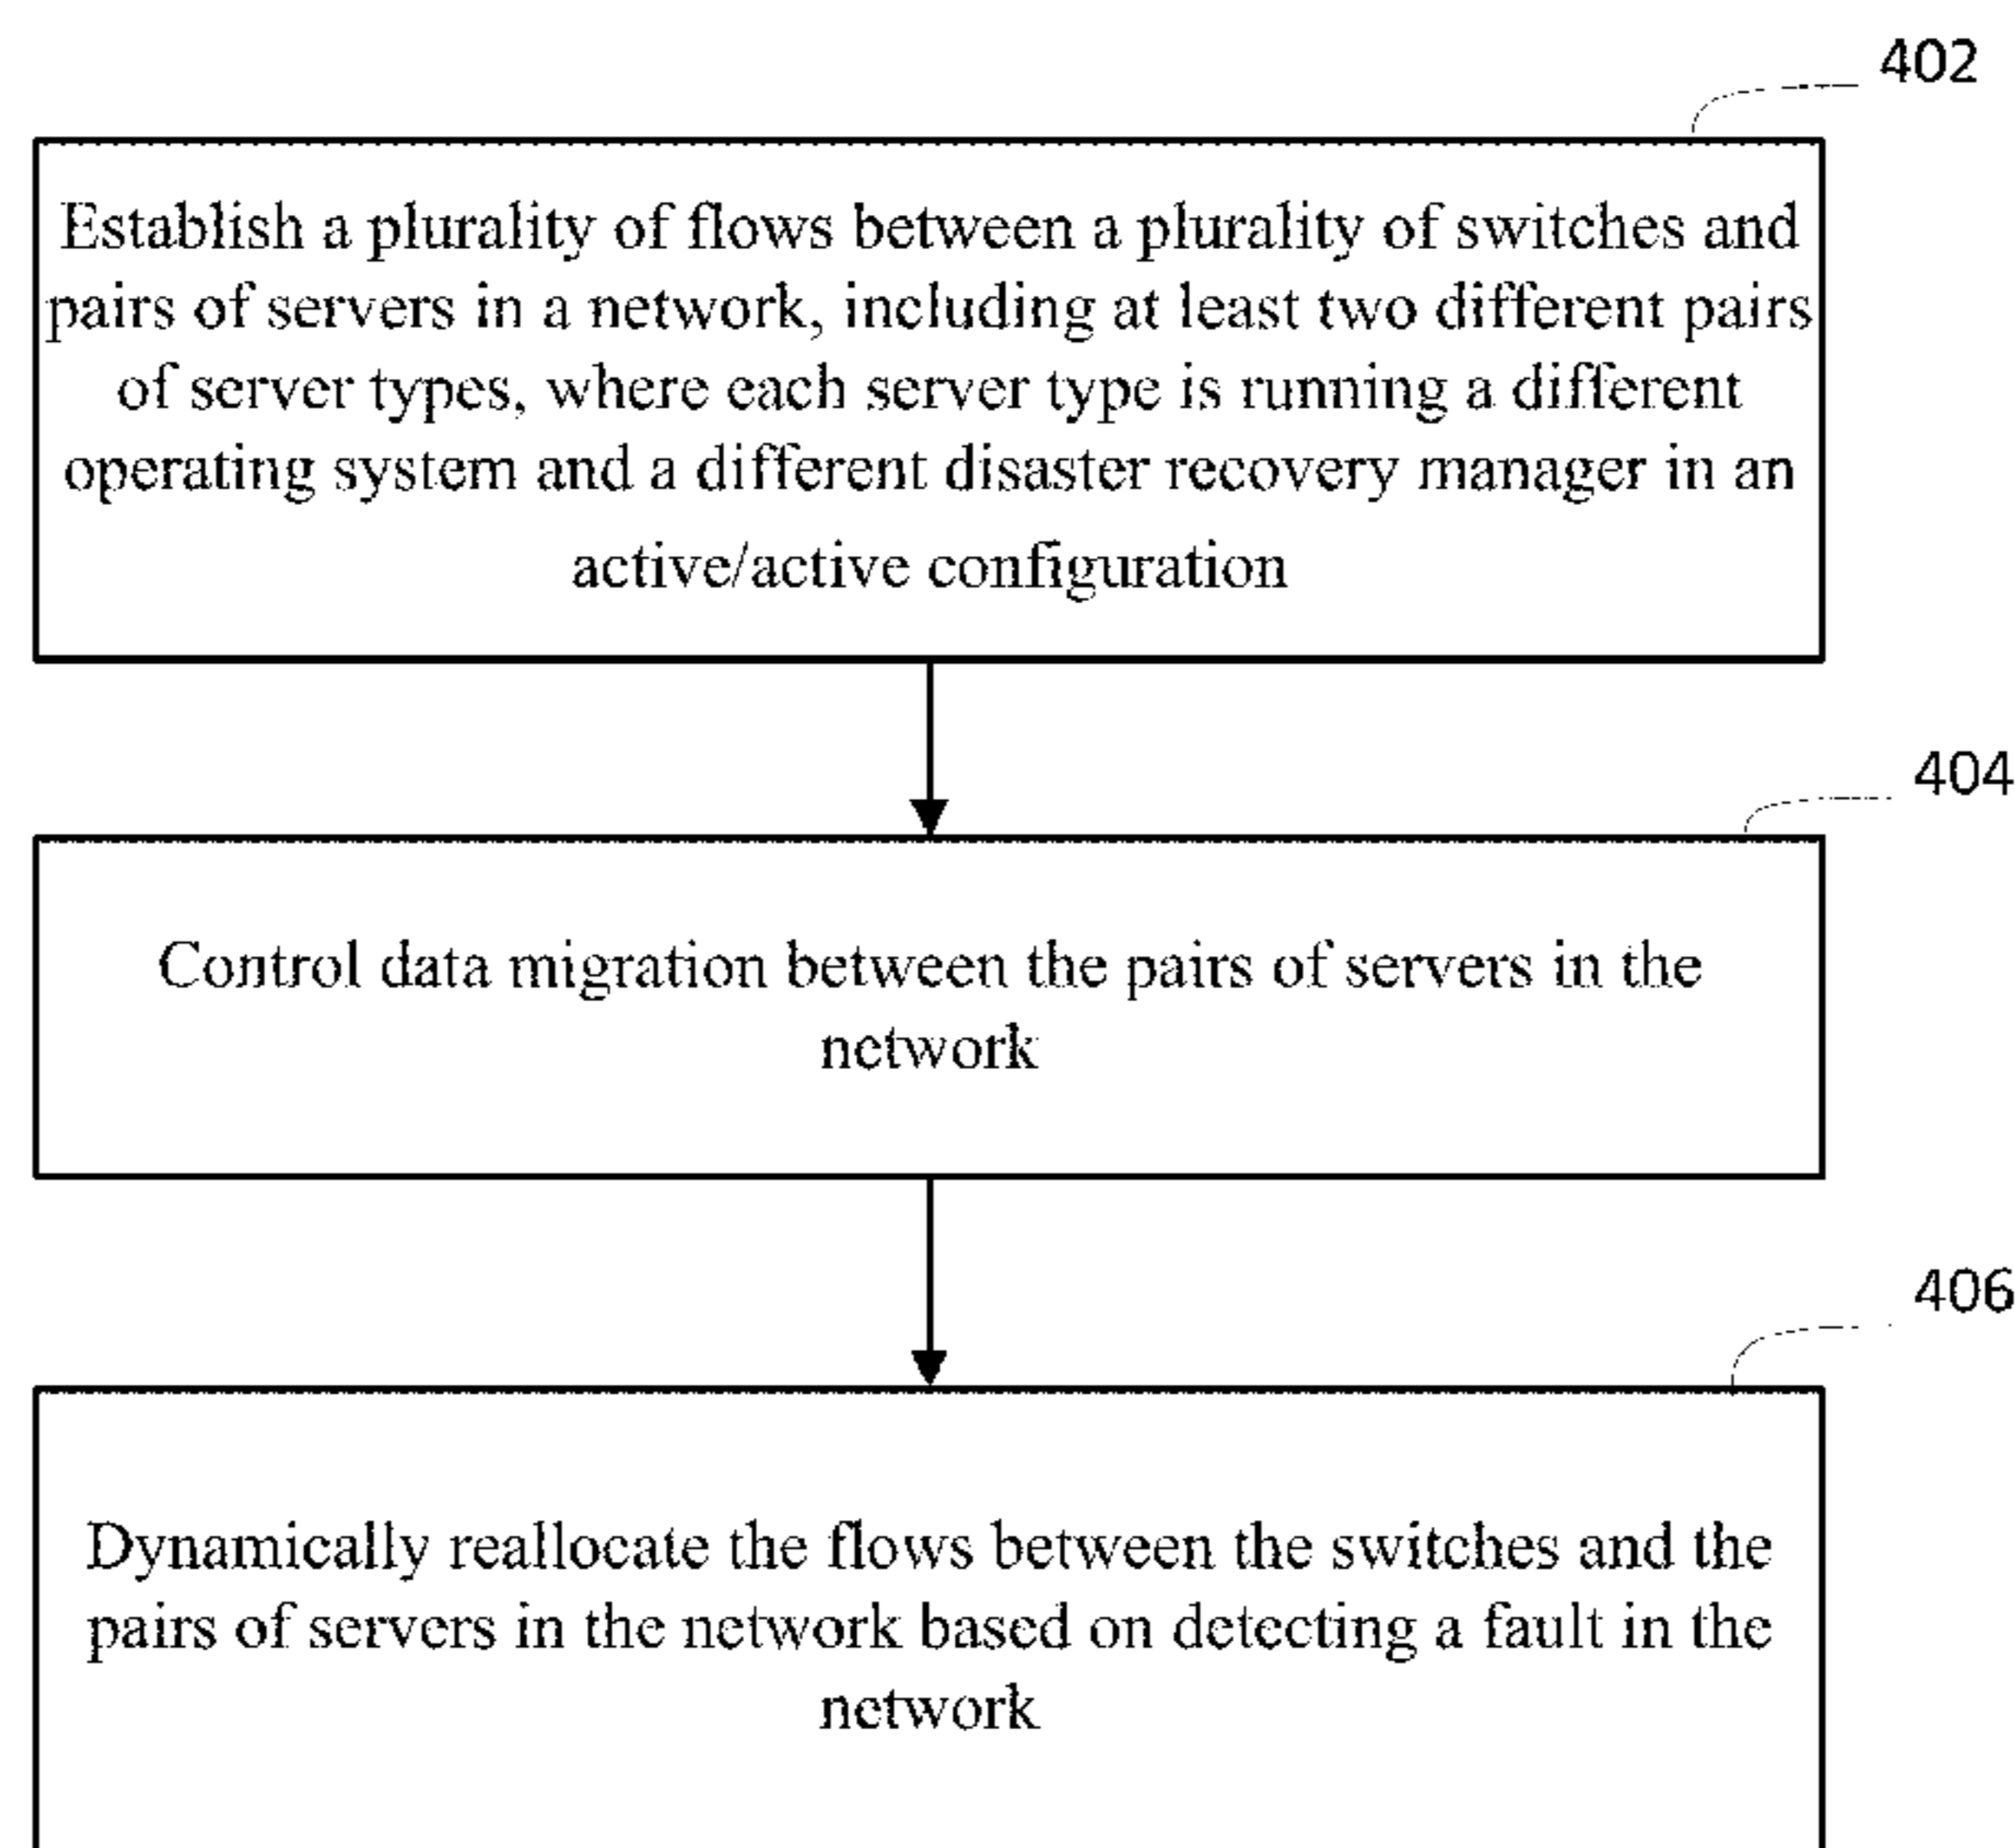 402
Establish a plurality of flows between a plurality of switches and
pairs of servers in a network, including at least two different pairs
of server types, where each server type is running a different
operating system and a different disaster recovery manager in an
active/active configuration
404
Control data migration between the pairs of servers in the
network
406
Dynamically reallocate the flows between the switches and the
pairs of servers in the network based on detecting a fault in the
network